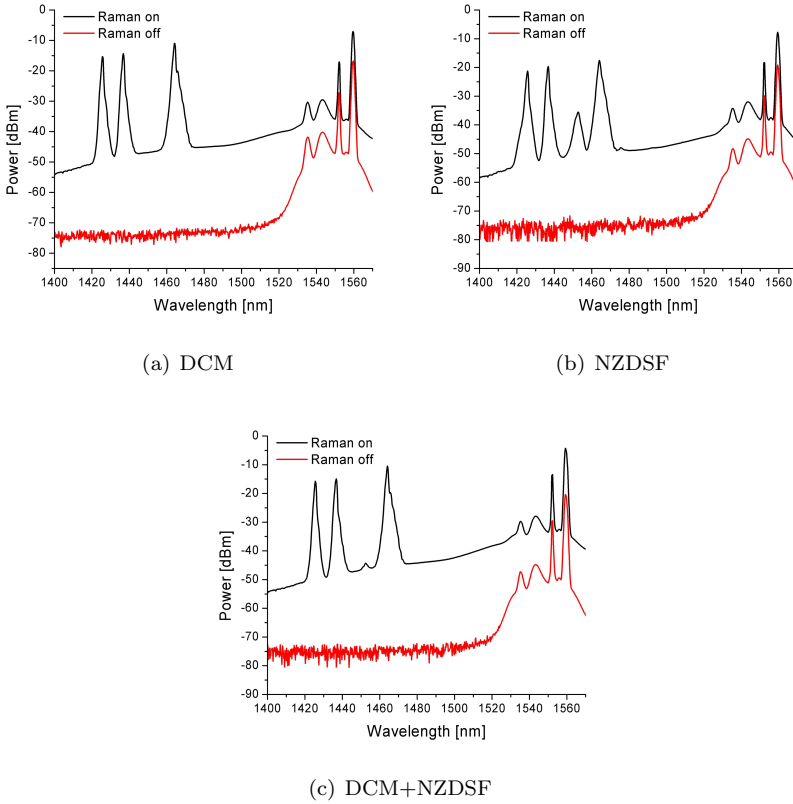 Raman on
Raman off
0
-10
-20
-30
-40
-50
-60
-70
-80
Power [dBm]
1400 1420 1440 1460 1480 1500 1520 1540 1560
Wavelength [nm]
(a) DCM
Raman on
Raman off
0
-10
-20
-30
-40
-50
-60
-70
-80
-90
Power [dBm]
1400 1420 1440 1460 1480 1500 1520 1540 1560
Wavelength [nm]
(b) NZDSF
Raman on
Raman off
0
-10
-20
-30
-40
-50
-60
-70
-80
-90
Power [dBm]
1400 1420 1440 1460 1480 1500 1520 1540 1560
Wavelength [nm]
(c) DCM+NZDSF